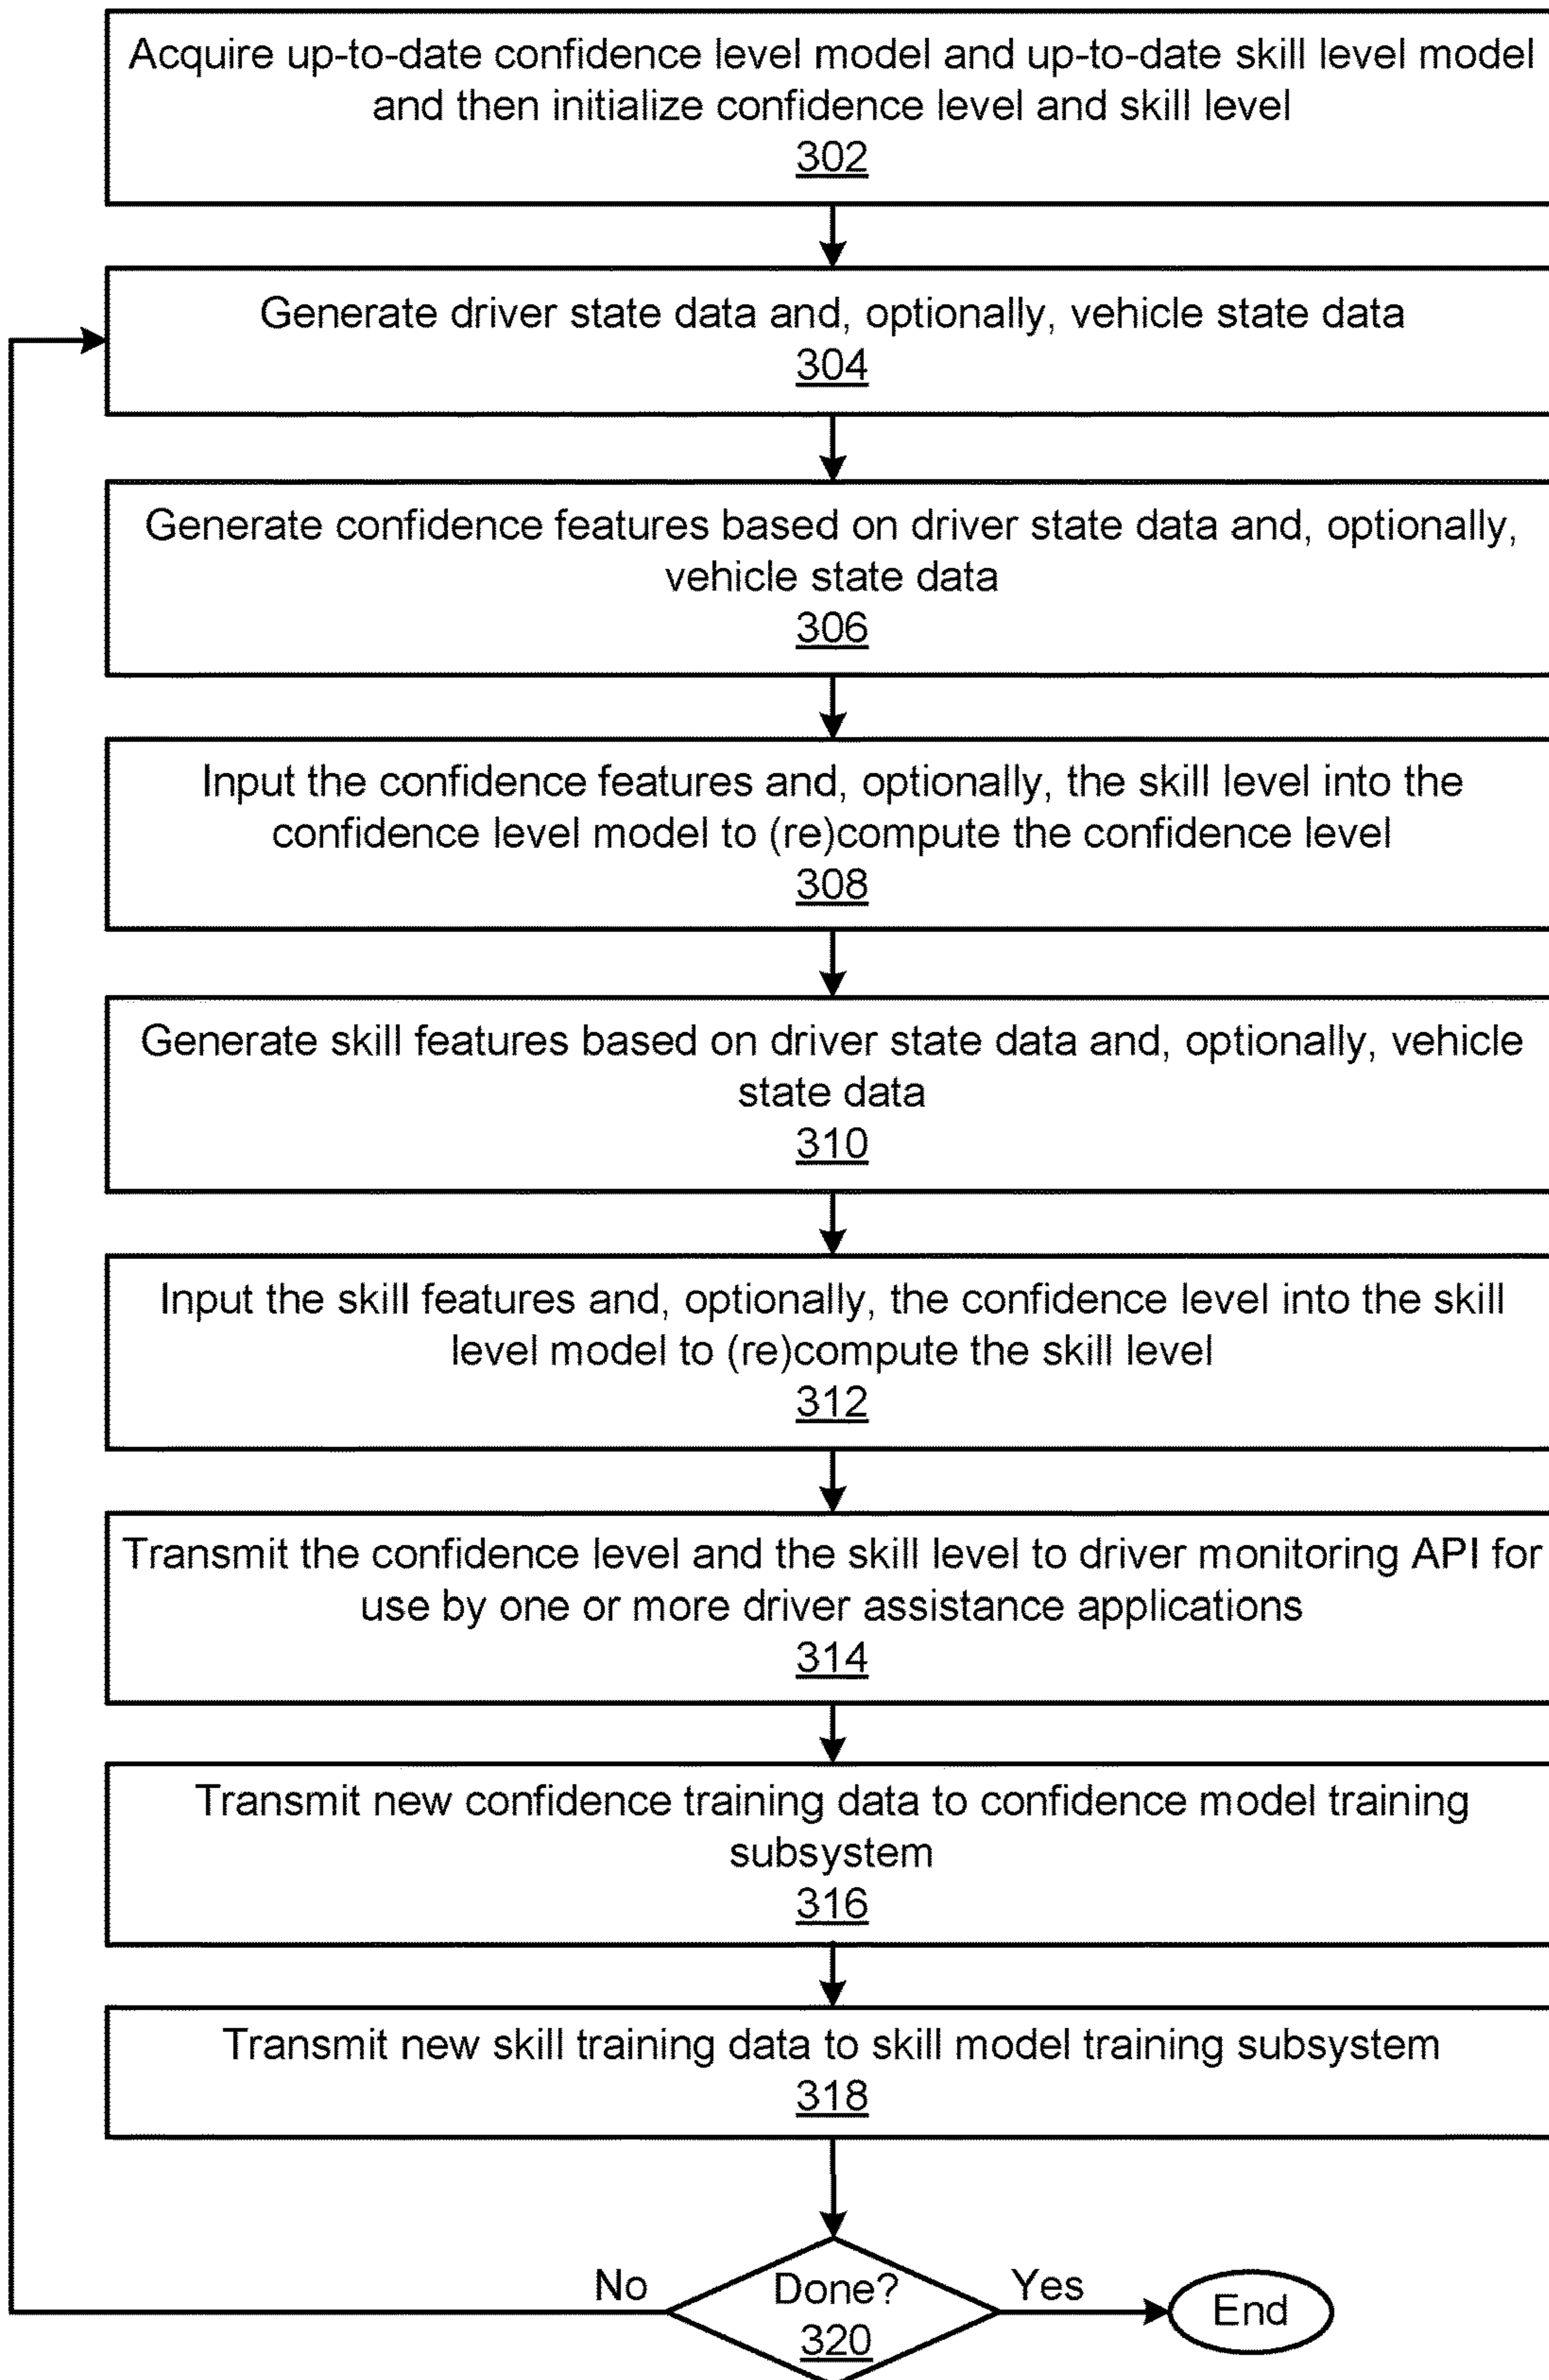 Acquire up-to-date confidence level model and up-to-date skill level model
and then initialize confidence level and skill level
302
Generate driver state data and, optionally, vehicle state data
304
Generate confidence features based on driver state data and, optionally,
vehicle state data
306
Input the confidence features and, optionally, the skill level into the
confidence level model to (re)compute the confidence level
308
Generate skill features based on driver state data and, optionally, vehicle
state data
310
Input the skill features and, optionally, the confidence level into the skill
level model to (re)compute the skill level
312
Transmit the confidence level and the skill level to driver monitoring API for
use by one or more driver assistance applications
314
Transmit new confidence training data to confidence model training
subsystem
316
Transmit new skill training data to skill model training subsystem
318
No
Done?
Yes
320
End